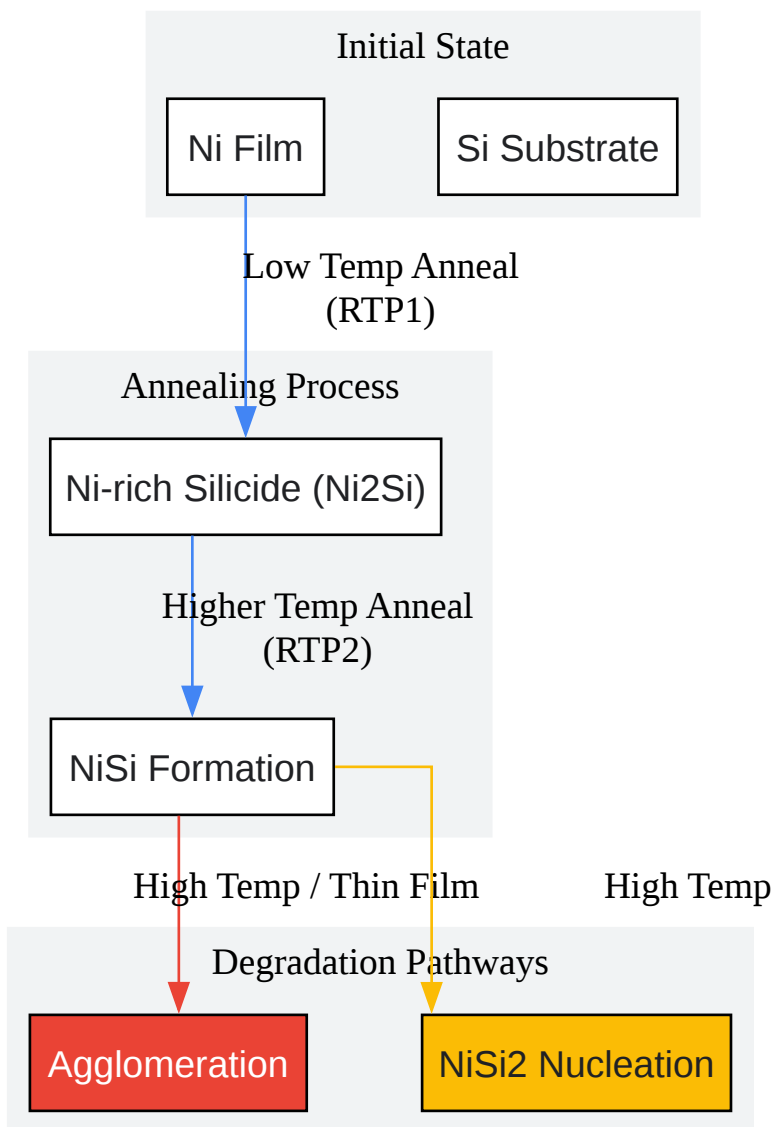 Initial State
Ni Film
Si Substrate
Low Temp Anneal
(RTP1)
Annealing Process
Ni-rich Silicide (Ni2Si)
Higher Temp Anneal
(RTP2)
NiSi Formation
High Temp / Thin Film
High Temp
Degradation Pathways
Agglomeration
NiSi2 Nucleation